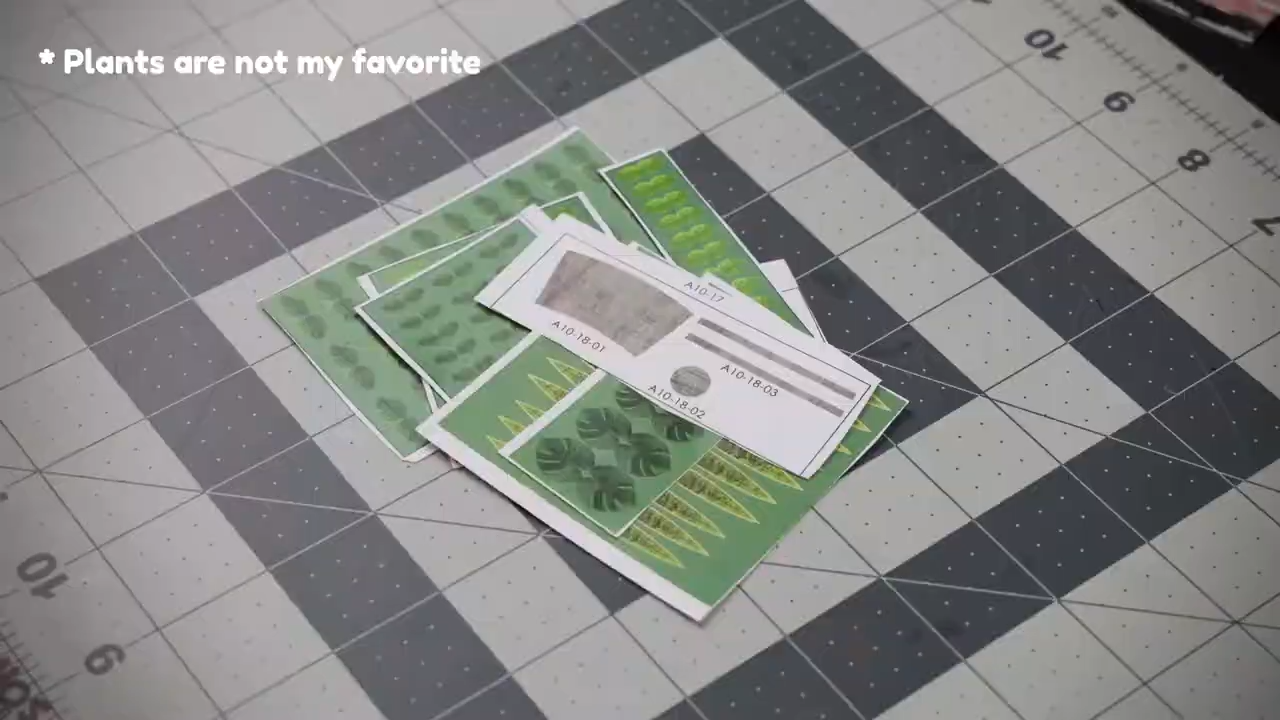 * Plants are not my favorite
10
9
8
7
A10-17
A10-18-01
A10-18-03
A10-18-02
10
9